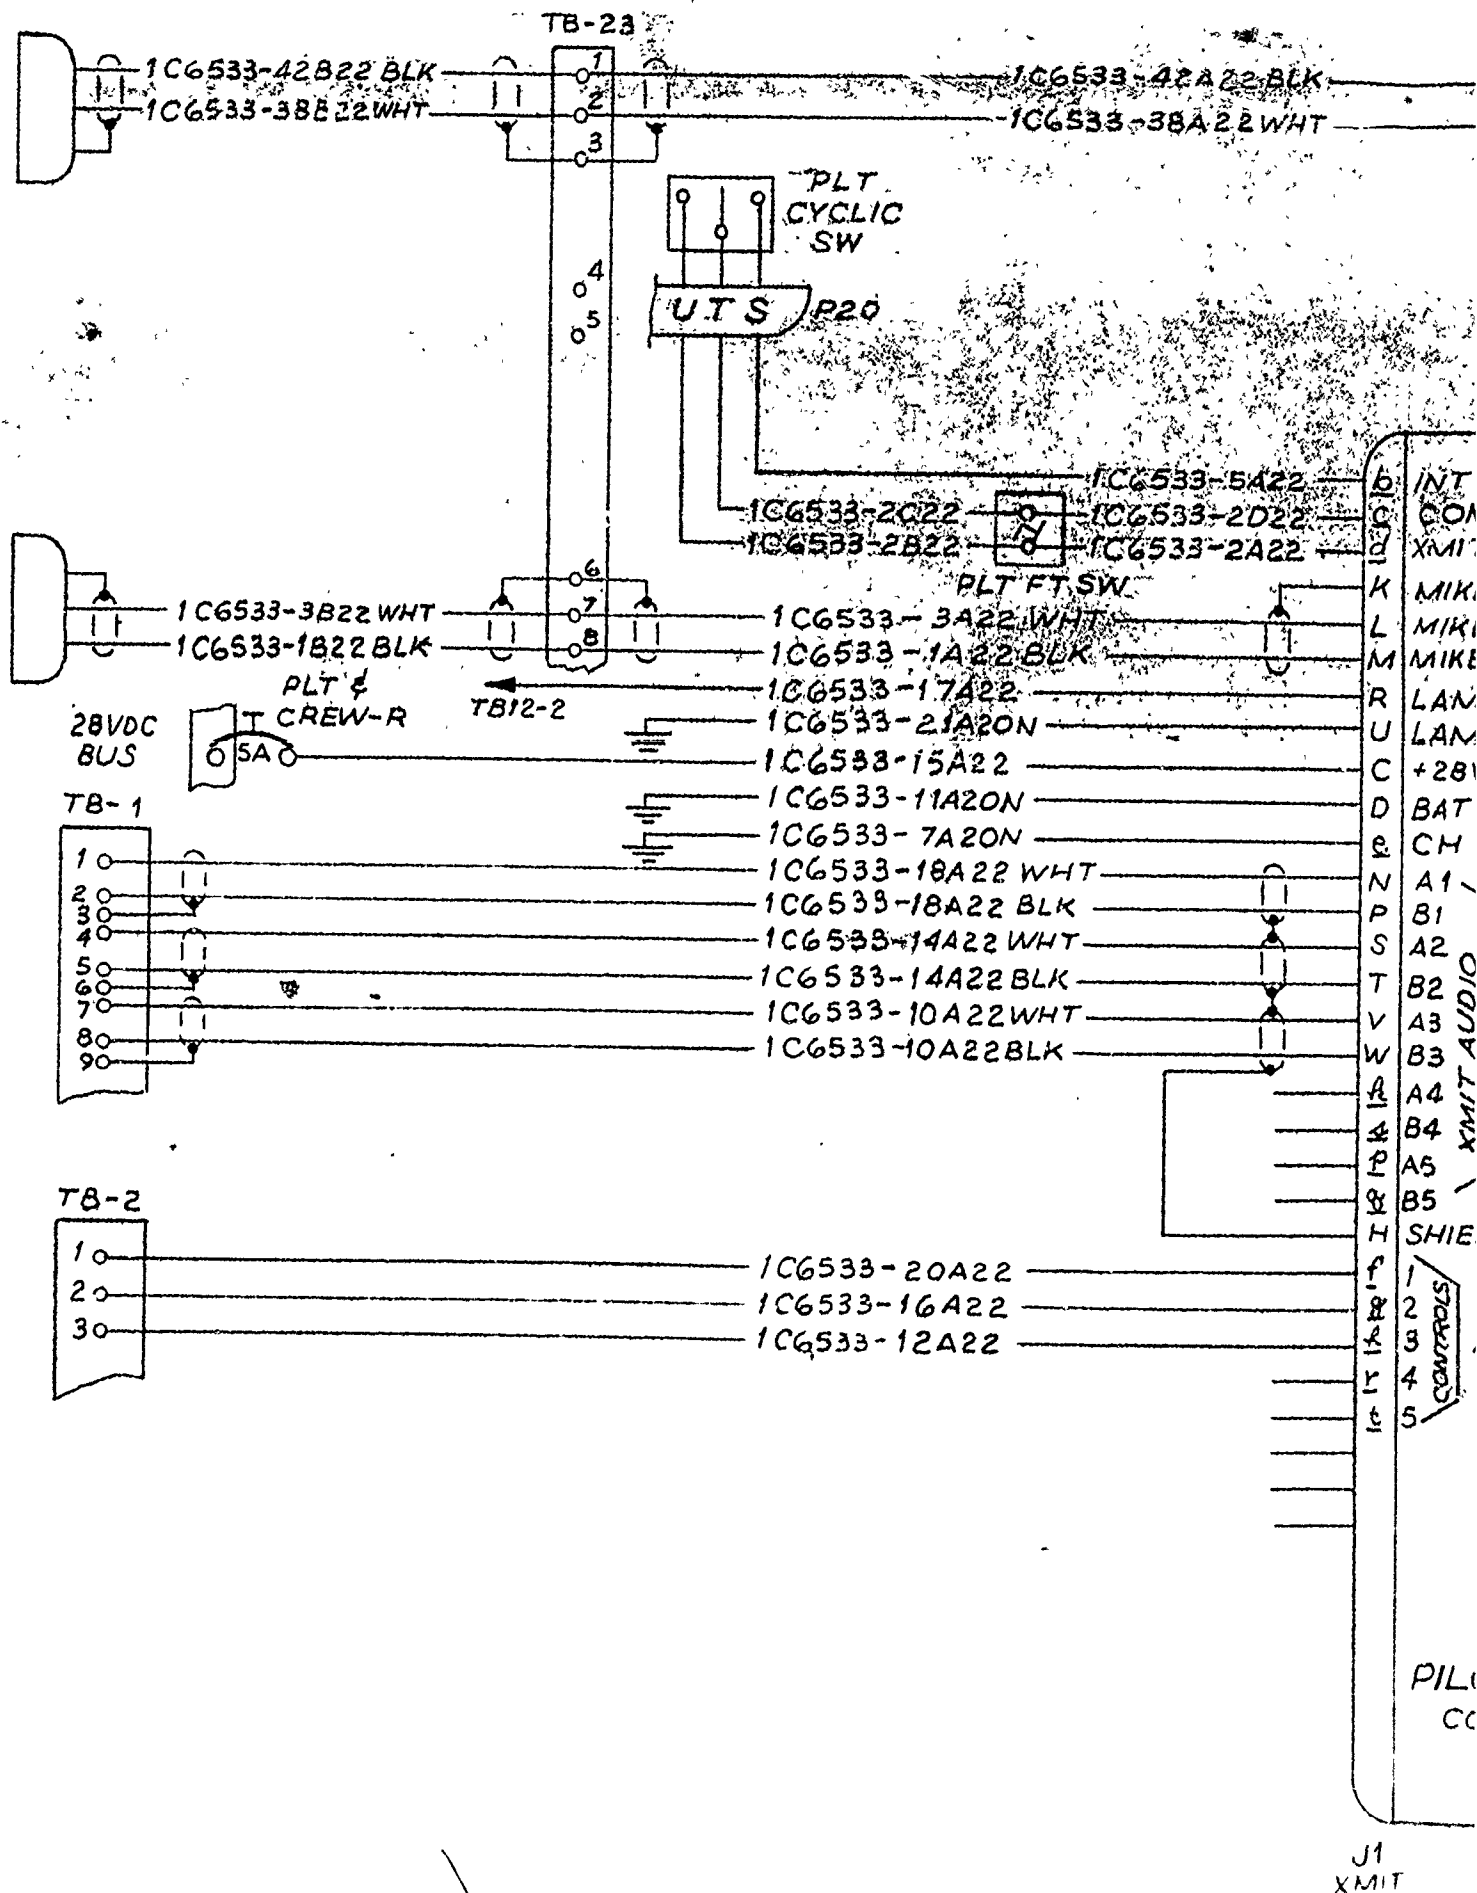 TB-23
1C6533-42B22 BLK
1
1C6533-42A22 BLK
1C6533-38B22 WHT
2
1C6533-38A22 WHT
3
PLT
CYCLIC
SW
4
5
U T S
P20
1C6533-5A22
b
INT
1C6533-2C22
1C6533-2D22
c
1C6533-2B22
1C6533-2A22
d
XMIT
PLT FT SW
6
K
1C6533-3B22 WHT
7
1C6533-3A22 WHT
L
1C6533-1B22 BLK
8
1C6533-1A22 BLK
M
MIKE
PLT &
CREW-R
TB12-2
1C6533-17A22
R
28VDC
BUS
5A
1C6533-21A20N
U
1C6533-15A22
C
TB-1
1C6533-11A20N
D
BAT
1C6533-7A20N
e
CH
1
1C6533-18A22 WHT
N
A1
2
1C6533-18A22 BLK
P
B1
3
4
1C6533-14A22 WHT
S
A2
5
1C6533-14A22 BLK
T
B2
6
7
1C6533-10A22 WHT
V
A3
8
1C6533-10A22 BLK
W
B3
9
A4
B4
p
A5
B5
XMIT AUDIO
H
TB-2
1
1C6533-20A22
f
1
2
1C6533-16A22
g
2
3
1C6533-12A22
3
r
4
t
5
CONTROLS
J1
XMIT